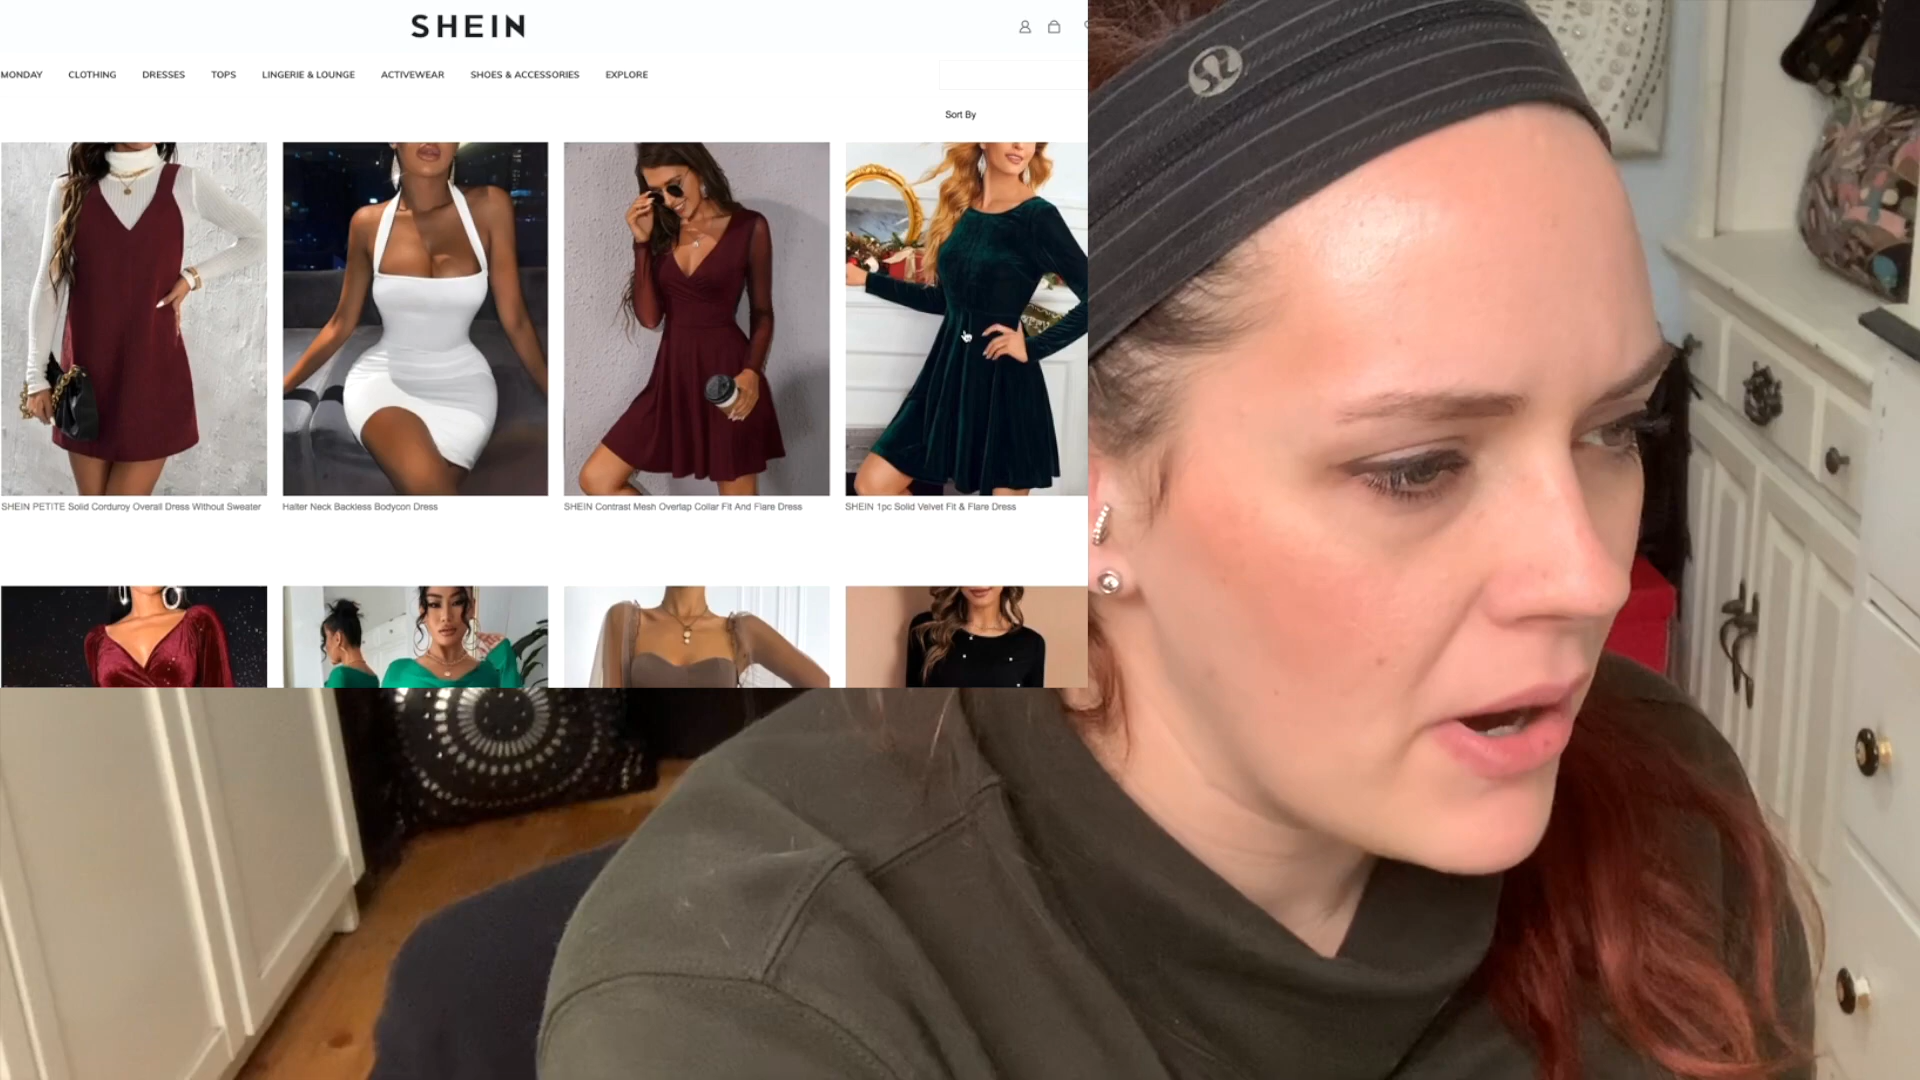 SHEIN
MONDAY CLOTHING DRESSES TOPS LINGERIE & LOUNGE ACTIVEWEAR SHOES & ACCESSORIES EXPLORE
Sort By
SHEIN PETITE Solid Corduroy Overall Dress Without Sweater
Halter Neck Backless Bodycon Dress
SHEIN Contrast Mesh Overlap Collar Fit And Flare Dress
SHEIN 1pc Solid Velvet Fit & Flare Dress